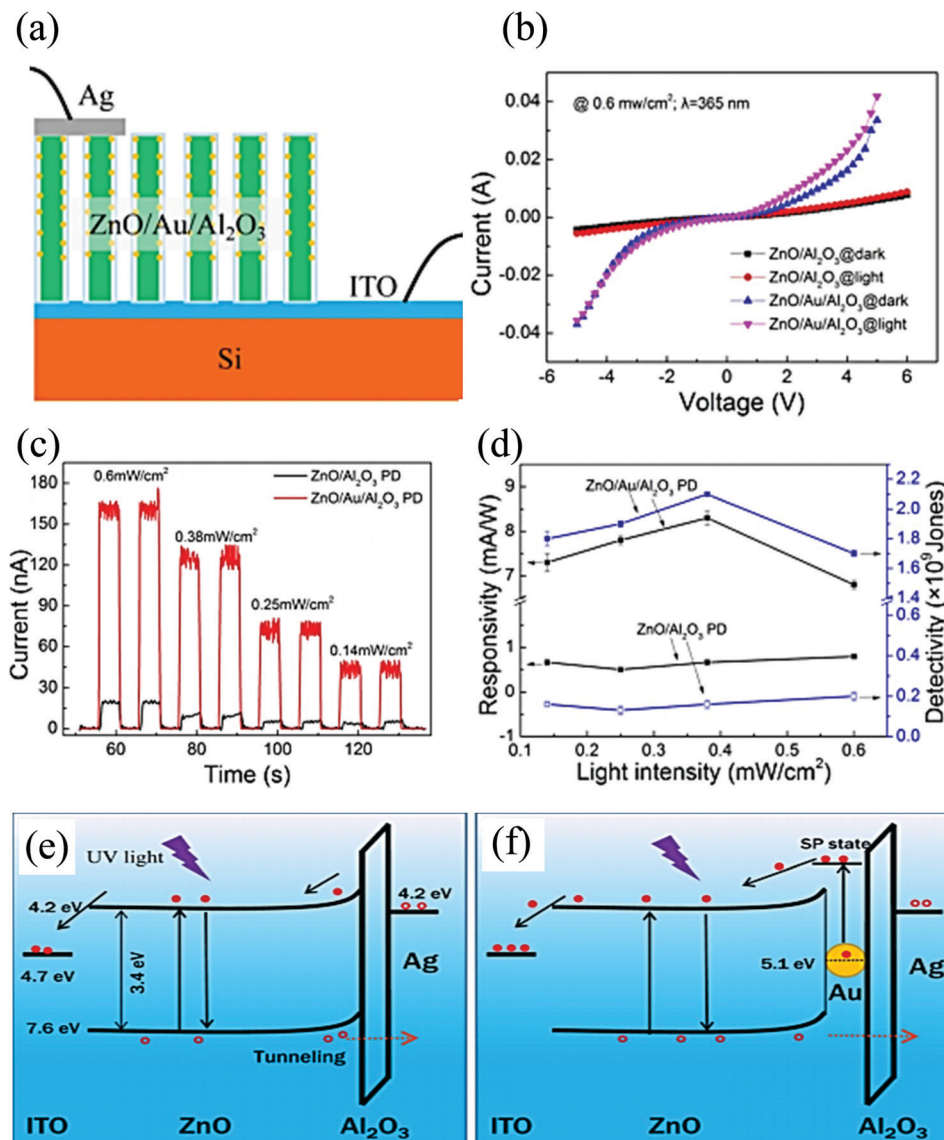 (a)
Ag
ZnO/Au/Al₂O₃
ITO
Si
(b)
@ 0.6 mw/cm²; λ=365 nm
0.04
0.02
0.00
-0.02
-0.04
Current (A)
ZnO/Al₂O₃@dark
ZnO/Al₂O₃@light
ZnO/Au/Al₂O₃@dark
ZnO/Au/Al₂O₃@light
-6 -4 -2 0 2 4 6
Voltage (V)
(c)
180
150
120
90
60
30
0
Current (nA)
0.6mW/cm²
ZnO/Al₂O₃ PD
ZnO/Au/Al₂O₃ PD
0.38mW/cm²
0.25mW/cm²
0.14mW/cm²
60 80 100 120
Time (s)
(d)
9
8
7
1
0
-1
Responsivity (mA/W)
ZnO/Au/Al₂O₃ PD
ZnO/Al₂O₃ PD
2.1
2.0
1.9
1.8
1.7
1.6
1.5
1.4
0.6
0.4
0.2
0.0
Detectivity (×10⁹Jones)
0.1 0.2 0.3 0.4 0.5 0.6
Light intensity (mW/cm²)
(e)
UV light
4.2 eV
4.2 eV
4.7 eV
3.4 eV
Ag
7.6 eV
Tunneling
ITO ZnO Al₂O₃
(f)
SP state
5.1 eV
Au
Ag
ITO ZnO Al₂O₃